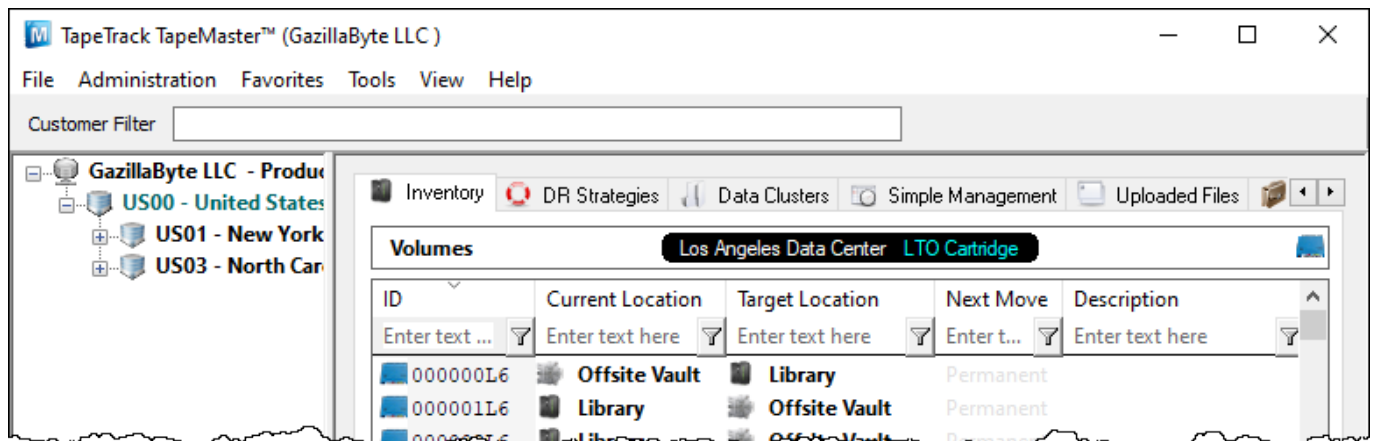 M TapeTrack TapeMaster™ (GazillaByte LLC )
File Administration Favorites Tools View Help
Customer Filter
GazillaByte LLC - Produc
US00 - United States
US01 - New York
US03 - North Car
Inventory DR Strategies Data Clusters Simple Management Uploaded Files
Volumes Los Angeles Data Center LTO Cartridge
ID Current Location Target Location Next Move Description
Enter text ... Enter text here Enter text here Enter t... Enter text here
000000L6 Offsite Vault Library Permanent
000001L6 Library Offsite Vault Permanent